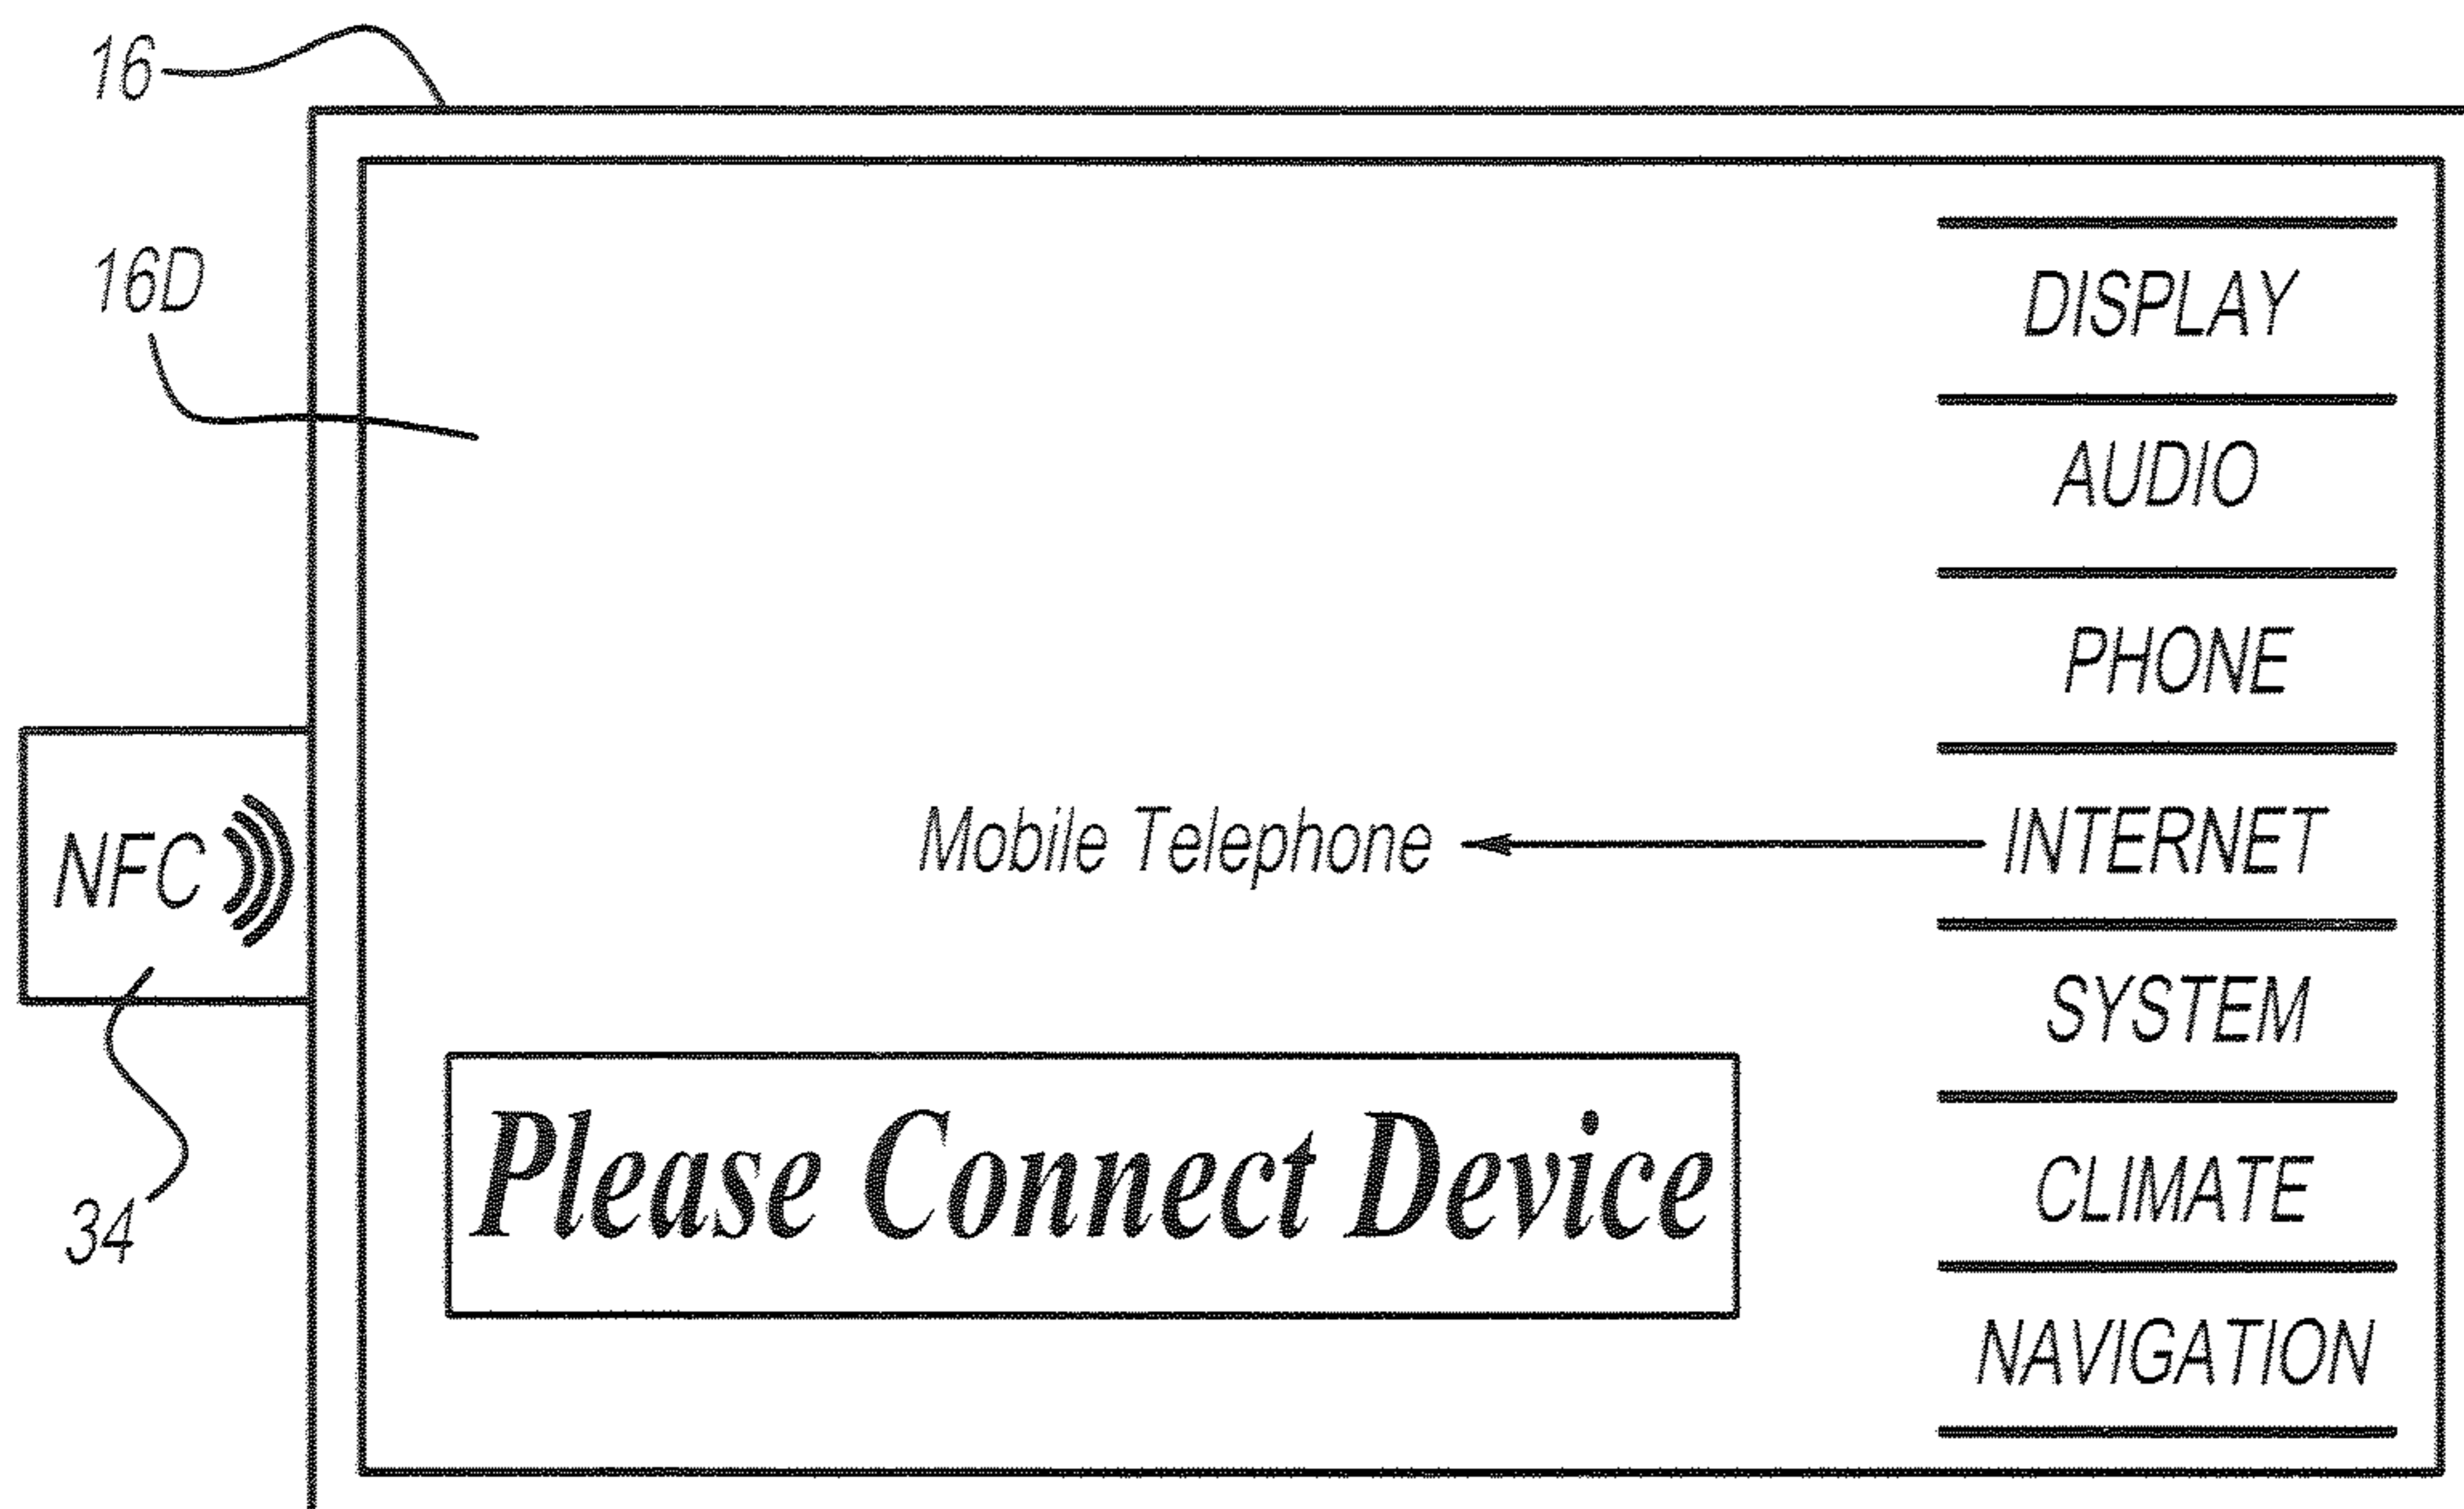 16
16D
DISPLAY
AUDIO
PHONE
Mobile Telephone INTERNET
NFC
SYSTEM
Please Connect Device
CLIMATE
34
NAVIGATION